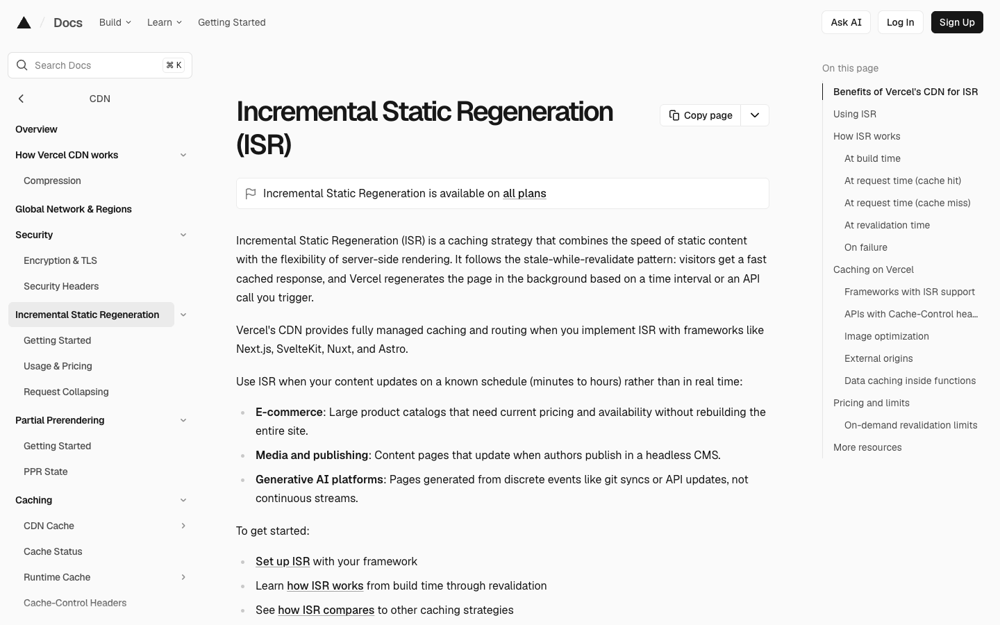 / Docs Build Learn Getting Started Ask AI Log In Sign Up
Search Docs ⌘ K
CDN
Overview
How Vercel CDN works
Compression
Global Network & Regions
Security
Encryption & TLS
Security Headers
Incremental Static Regeneration
Getting Started
Usage & Pricing
Request Collapsing
Partial Prerendering
Getting Started
PPR State
Caching
CDN Cache
Cache Status
Runtime Cache
Cache-Control Headers
Incremental Static Regeneration
(ISR)
Copy page
Incremental Static Regeneration is available on all plans
Incremental Static Regeneration (ISR) is a caching strategy that combines the speed of static content
with the flexibility of server-side rendering. It follows the stale-while-revalidate pattern: visitors get a fast
cached response, and Vercel regenerates the page in the background based on a time interval or an API
call you trigger.
Vercel's CDN provides fully managed caching and routing when you implement ISR with frameworks like
Next.js, SvelteKit, Nuxt, and Astro.
Use ISR when your content updates on a known schedule (minutes to hours) rather than in real time:
• E-commerce: Large product catalogs that need current pricing and availability without rebuilding the
entire site.
• Media and publishing: Content pages that update when authors publish in a headless CMS.
• Generative AI platforms: Pages generated from discrete events like git syncs or API updates, not
continuous streams.
To get started:
• Set up ISR with your framework
• Learn how ISR works from build time through revalidation
• See how ISR compares to other caching strategies
On this page
Benefits of Vercel's CDN for ISR
Using ISR
How ISR works
At build time
At request time (cache hit)
At request time (cache miss)
At revalidation time
On failure
Caching on Vercel
Frameworks with ISR support
APIs with Cache-Control hea...
Image optimization
External origins
Data caching inside functions
Pricing and limits
On-demand revalidation limits
More resources